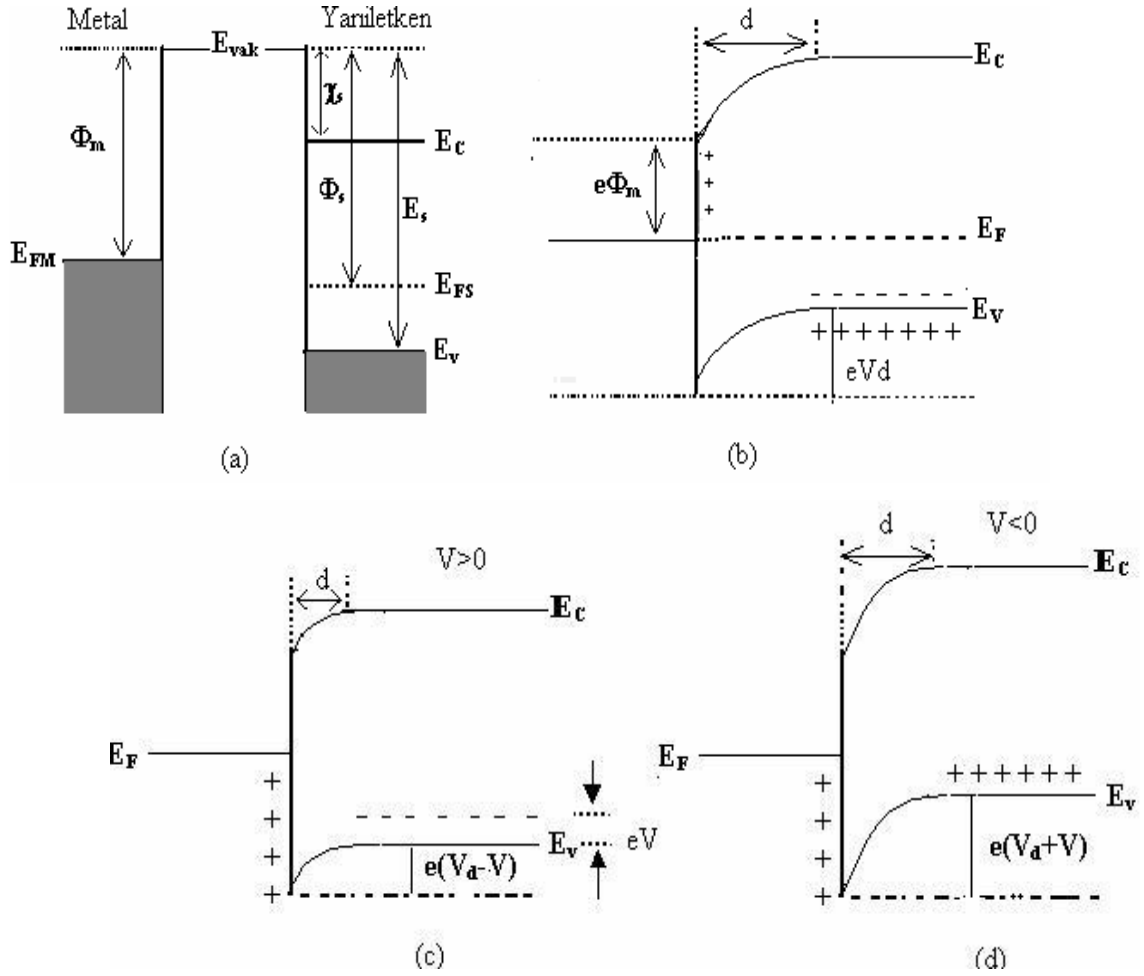 Metal
Yarıiletken
E_vak
χ_s
Φ_m
E_C
Φ_s
E_s
E_FM
E_FS
E_v
(a)
d
E_C
+
+
+
eΦ_m
E_F
_ _ _ _ _ _ _
E_V
+ + + + + + +
eVd
(b)
V>0
d
E_C
E_F
+
+
+
+
_ _ _ _ _ _
E_v
eV
e(V_d-V)
(c)
d
V<0
E_C
E_F
+
+
+
+
+ + + + + +
E_v
e(V_d+V)
(d)